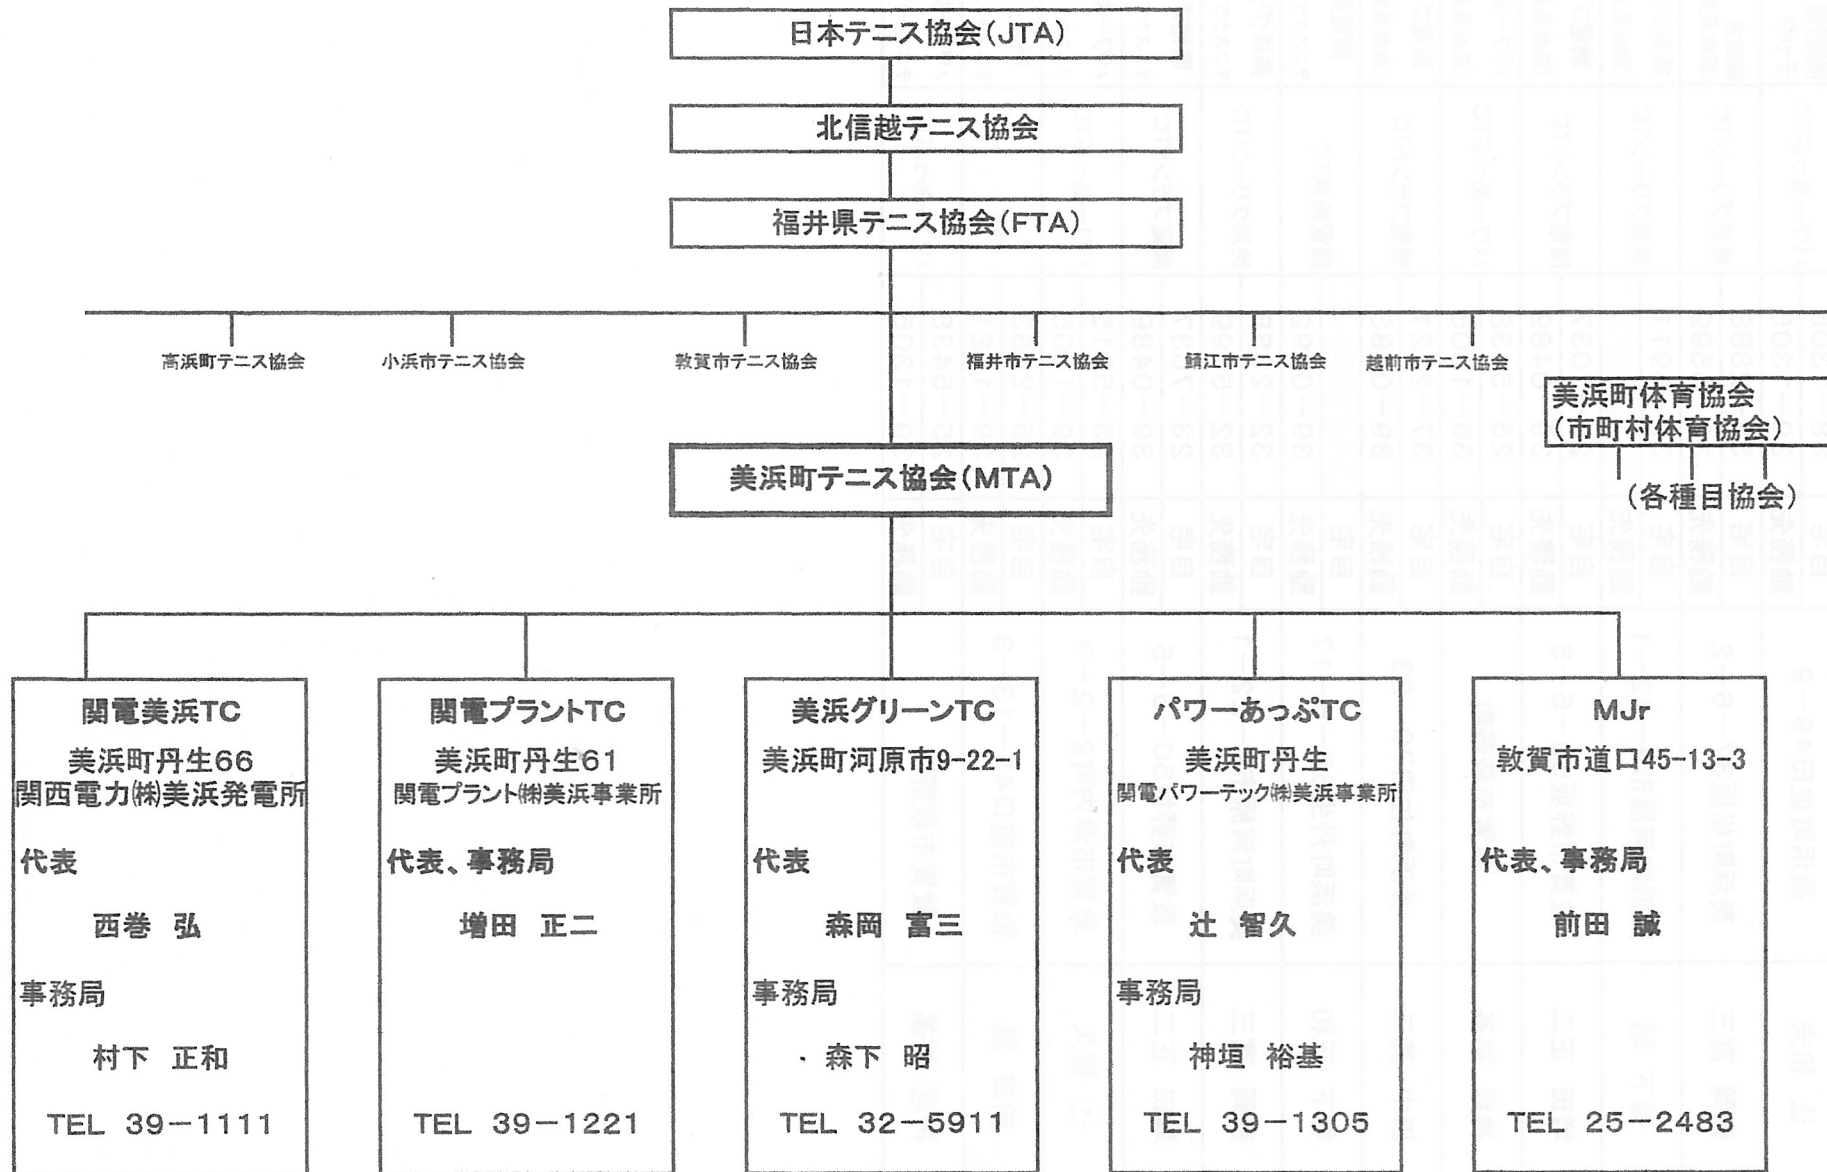 日本テニス協会(JTA)
北信越テニス協会
福井県テニス協会(FTA)
高浜町テニス協会
小浜市テニス協会
敦賀市テニス協会
福井市テニス協会
鯖江市テニス協会
越前市テニス協会
美浜町体育協会
(市町村体育協会)
(各種目協会)
美浜町テニス協会(MTA)
関電美浜TC
美浜町丹生66
関西電力㈱美浜発電所
代表
西巻 弘
事務局
村下 正和
TEL 39-1111
関電プラントTC
美浜町丹生61
関電プラント㈱美浜事業所
代表、事務局
増田 正二
TEL 39-1221
美浜グリーンTC
美浜町河原市9-22-1
代表
森岡 富三
事務局
森下 昭
TEL 32-5911
パワーあっぷTC
美浜町丹生
関電パワーテック㈱美浜事業所
代表
辻 智久
事務局
神垣 裕基
TEL 39-1305
MJr
敦賀市道口45-13-3
代表、事務局
前田 誠
TEL 25-2483